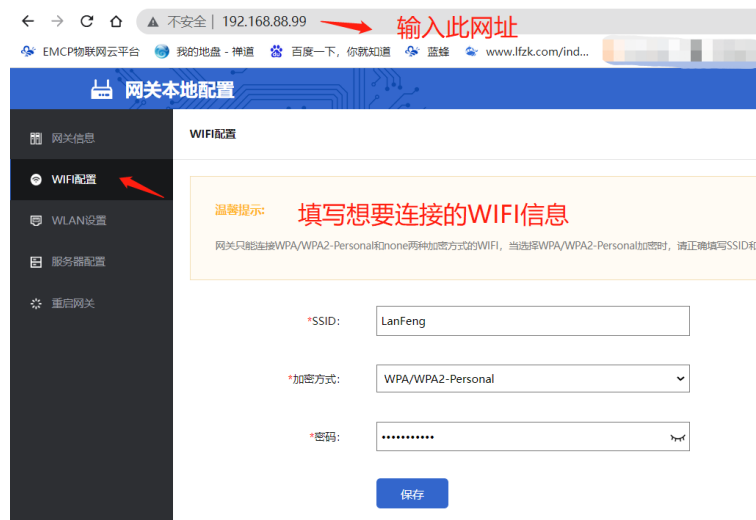 不安全 | 192.168.88.99
输入此网址
EMCP物联网云平台 我的地盘 - 禅道 百度一下，你就知道 蓝蜂 www.lfzk.com/ind...
网关本地配置
网关信息
WIFI配置
WIFI配置
WLAN设置
服务器配置
重启网关
温馨提示:
填写想要连接的WIFI信息
网关只能连接WPA/WPA2-Personal和none两种加密方式的WIFI，当选择WPA/WPA2-Personal加密时，请正确填写SSID和
*SSID: LanFeng
*加密方式: WPA/WPA2-Personal
*密码: •••••••••••
保存